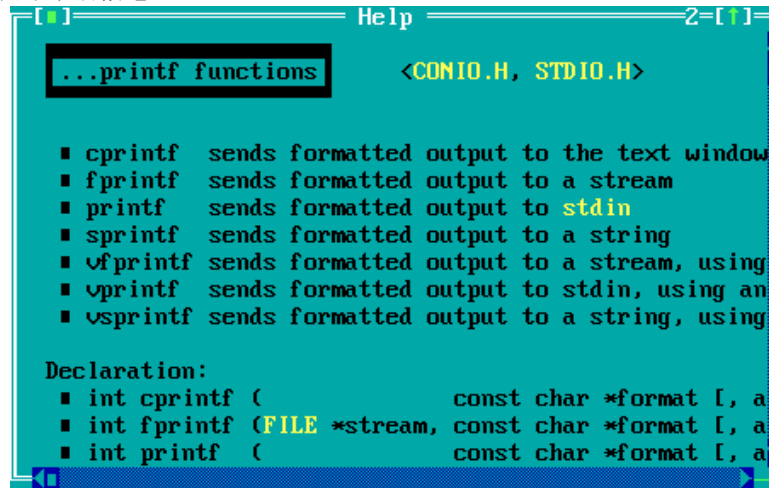 [■] Help 2=[↑]
...printf functions <CONIO.H, STDIO.H>
■ cprintf sends formatted output to the text window
■ fprintf sends formatted output to a stream
■ printf sends formatted output to stdin
■ sprintf sends formatted output to a string
■ vfprintf sends formatted output to a stream, using
■ vprintf sends formatted output to stdin, using an
■ vsprintf sends formatted output to a string, using
Declaration:
■ int cprintf ( const char *format [, a
■ int fprintf (FILE *stream, const char *format [, a
■ int printf ( const char *format [, a